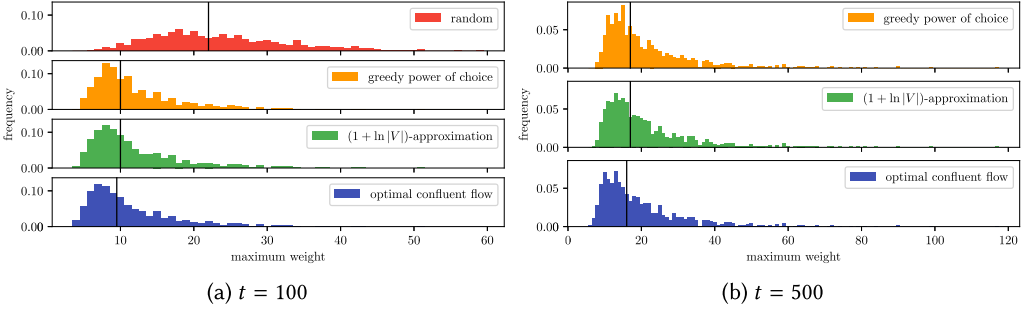 0.10
0.00
random
0.10
0.00
greedy power of choice
0.10
0.00
(1 + ln |V|)-approximation
0.10
0.00
optimal confluent flow
frequency
10 20 30 40 50 60
maximum weight
(a) t = 100
0.05
0.00
greedy power of choice
0.05
0.00
(1 + ln |V|)-approximation
0.05
0.00
optimal confluent flow
frequency
0 20 40 60 80 100 120
maximum weight
(b) t = 500